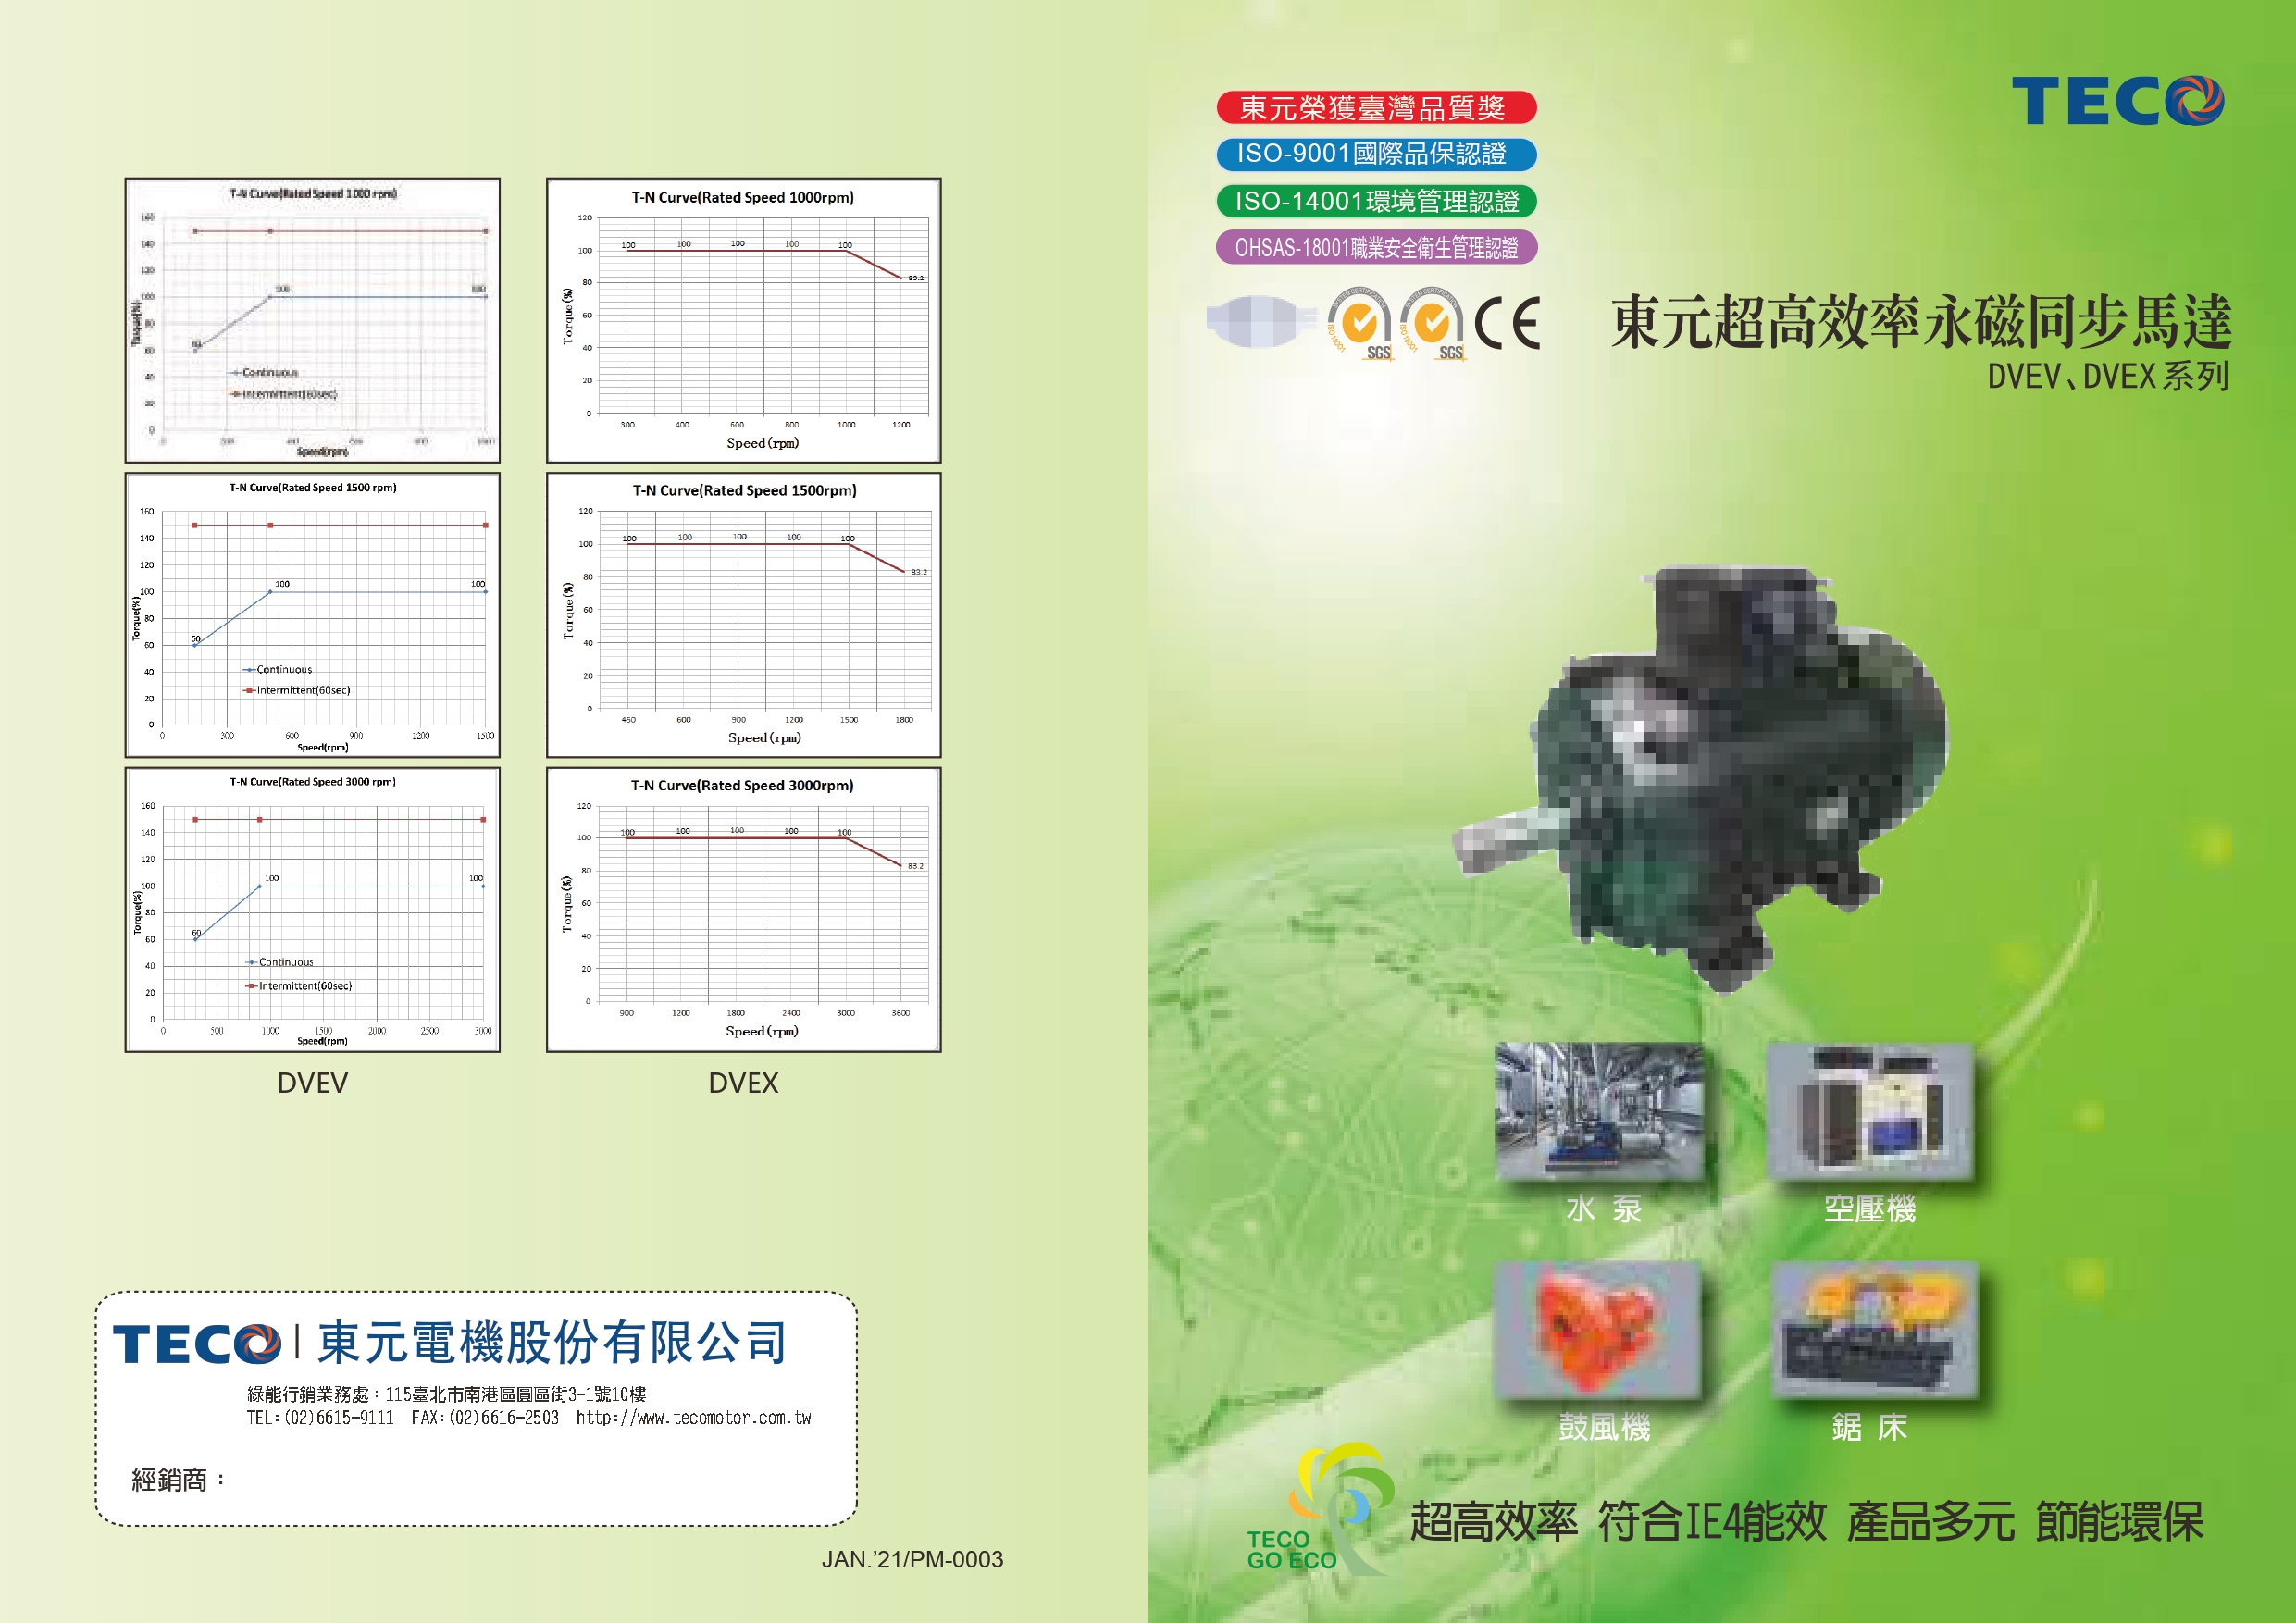 T-N Curve(Rated Speed 1000 rpm)
160
140
120
100
80
60
40
20
0
Torque(%)
60
100
100
Continuous
Intermittent(60sec)
0 200 400 600 800 1000
Speed(rpm)
T-N Curve(Rated Speed 1000rpm)
120
100
80
60
40
20
0
Torque(%)
100 100 100 100 100 83.2
300 400 600 800 1000 1200
Speed(rpm)
T-N Curve(Rated Speed 1500 rpm)
160
140
120
100
80
60
40
20
0
Torque(%)
60
100
100
Continuous
Intermittent(60sec)
0 300 600 900 1200 1500
Speed(rpm)
T-N Curve(Rated Speed 1500rpm)
120
100
80
60
40
20
0
Torque(%)
100 100 100 100 100 83.2
450 600 900 1200 1500 1800
Speed(rpm)
T-N Curve(Rated Speed 3000 rpm)
160
140
120
100
80
60
40
20
0
Torque(%)
60
100
100
Continuous
Intermittent(60sec)
0 500 1000 1500 2000 2500 3000
Speed(rpm)
T-N Curve(Rated Speed 3000rpm)
120
100
80
60
40
20
0
Torque(%)
100 100 100 100 100 83.2
900 1200 1800 2400 3000 3600
Speed(rpm)
DVEV
DVEX
TECO | 東元電機股份有限公司
綠能行銷業務處：115臺北市南港區園區街3-1號10樓
TEL:(02)6615-9111 FAX:(02)6616-2503 http://www.tecomotor.com.tw
經銷商：
JAN.'21/PM-0003
TECO
東元榮獲臺灣品質獎
ISO-9001國際品保認證
ISO-14001環境管理認證
OHSAS-18001職業安全衛生管理認證
SYSTEM CERTIFICATION
ISO 14001
SGS
SYSTEM CERTIFICATION
ISO 9001
SGS
CE
東元超高效率永磁同步馬達
DVEV、DVEX系列
水 泵
空壓機
鼓風機
鋸 床
TECO
GO ECO
超高效率 符合IE4能效 產品多元 節能環保